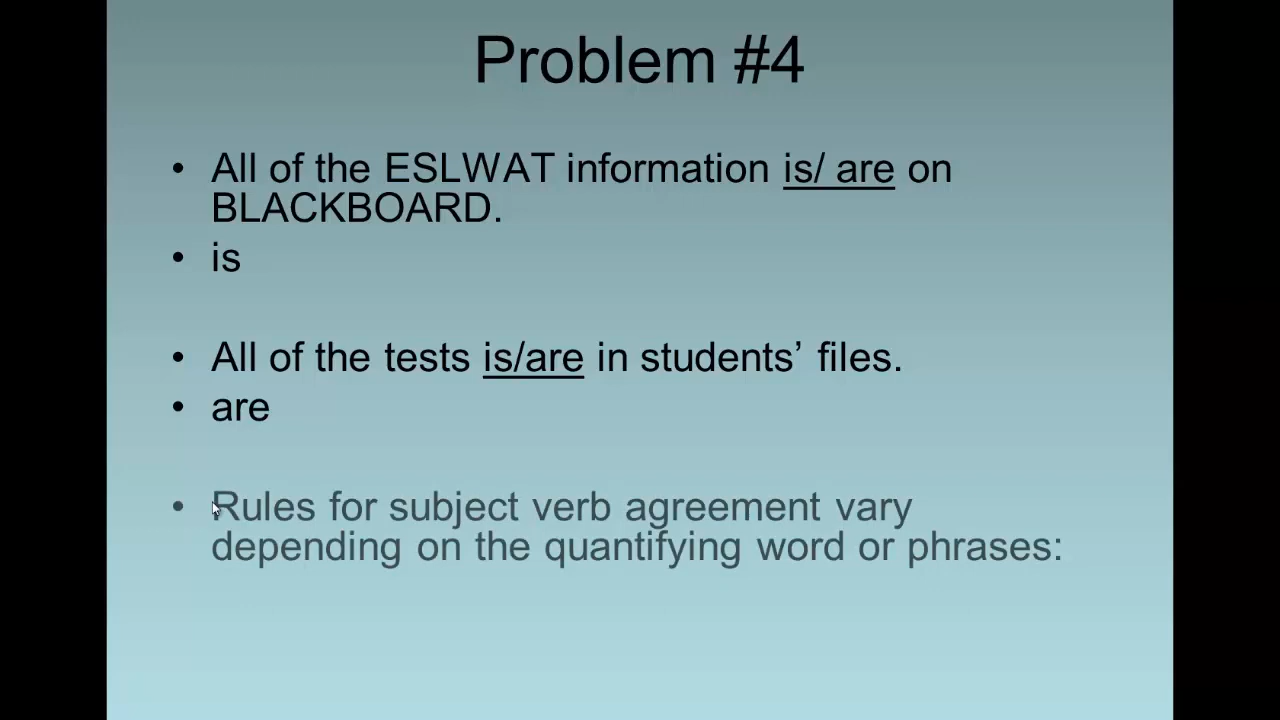 Problem #4
• All of the ESLWAT information is/ are on
BLACKBOARD.
• is
• All of the tests is/are in students’ files.
• are
• Rules for subject verb agreement vary
depending on the quantifying word or phrases: